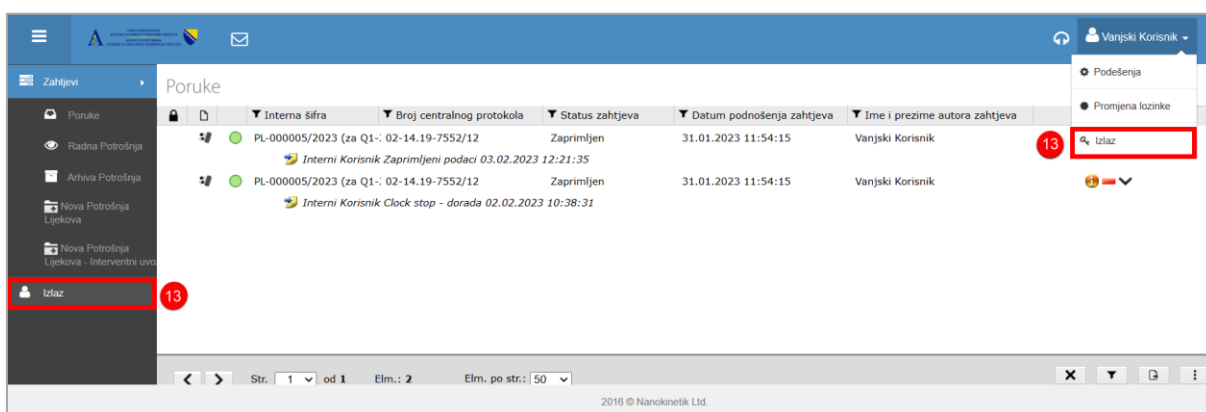 Vanjski Korisnik
Zahtjevi
Poruke
Podešenja
Poruke
Interna šifra Broj centralnog protokola Status zahtjeva Datum podnošenja zahtjeva Ime i prezime autora zahtjeva
Promjena lozinke
Radna Potrošnja
PL-000005/2023 (za Q1-2 02-14.19-7552/12 Zaprimljen 31.01.2023 11:54:15 Vanjski Korisnik
13
Izlaz
Interni Korisnik Zaprimljeni podaci 03.02.2023 12:21:35
Arhiva Potrošnja
PL-000005/2023 (za Q1-2 02-14.19-7552/12 Zaprimljen 31.01.2023 11:54:15 Vanjski Korisnik
Interni Korisnik Clock stop - dorada 02.02.2023 10:38:31
Nova Potrošnja
Lijekova
Nova Potrošnja
Lijekova - Interventni uvoz
Izlaz
13
Str. 1 od 1 Elm.: 2 Elm. po str.: 50
2016 © Nanokinetik Ltd.